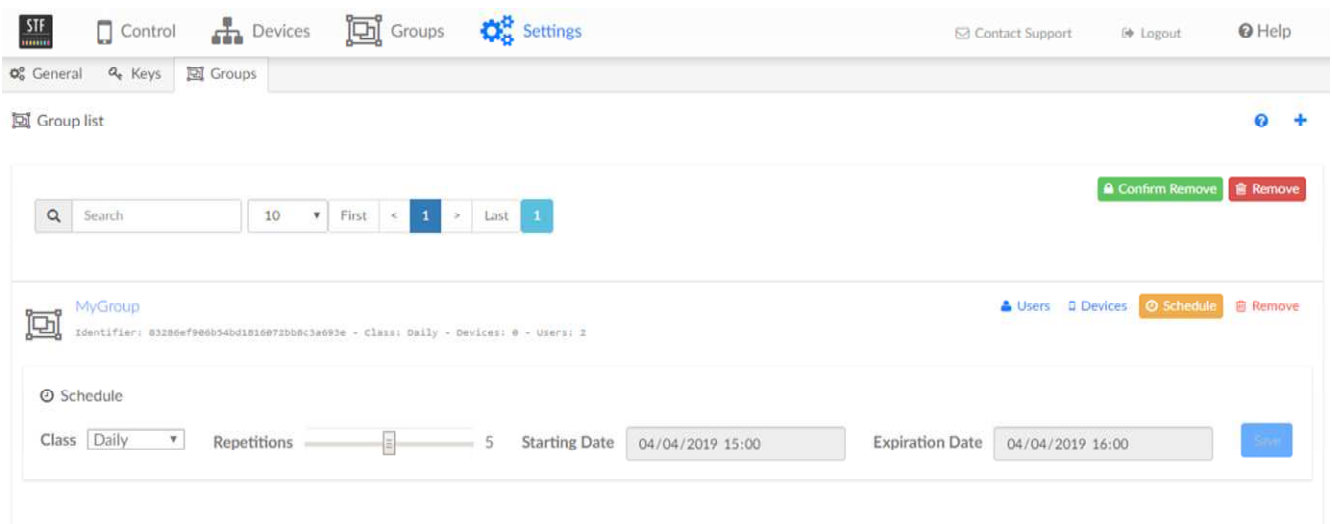 STF Control Devices Groups Settings Contact Support Logout Help
General Keys Groups
Group list
Confirm Remove Remove
Search 10 First < 1 > Last 1
MyGroup Users Devices Schedule Remove
Identifier: 83286ef906b54bd1816072bb8c3a693e - Class: Daily - Devices: 0 - Users: 2
Schedule
Class Daily Repetitions 5 Starting Date 04/04/2019 15:00 Expiration Date 04/04/2019 16:00 Save